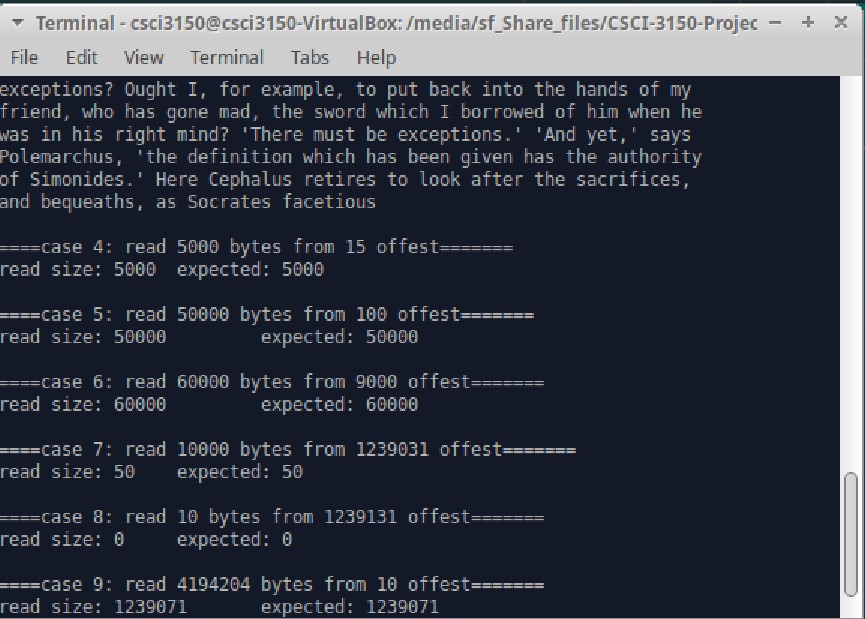 Terminal - csci3150@csci3150-VirtualBox: /media/sf_Share_files/CSCI-3150-Projec
File Edit View Terminal Tabs Help
exceptions? Ought I, for example, to put back into the hands of my
friend, who has gone mad, the sword which I borrowed of him when he
was in his right mind? 'There must be exceptions.' 'And yet,' says
Polemarchus, 'the definition which has been given has the authority
of Simonides.' Here Cephalus retires to look after the sacrifices,
and bequeaths, as Socrates facetious
====case 4: read 5000 bytes from 15 offest=======
read size: 5000 expected: 5000
====case 5: read 50000 bytes from 100 offest=======
read size: 50000 expected: 50000
====case 6: read 60000 bytes from 9000 offest=======
read size: 60000 expected: 60000
====case 7: read 10000 bytes from 1239031 offest=======
read size: 50 expected: 50
====case 8: read 10 bytes from 1239131 offest=======
read size: 0 expected: 0
====case 9: read 4194204 bytes from 10 offest=======
read size: 1239071 expected: 1239071